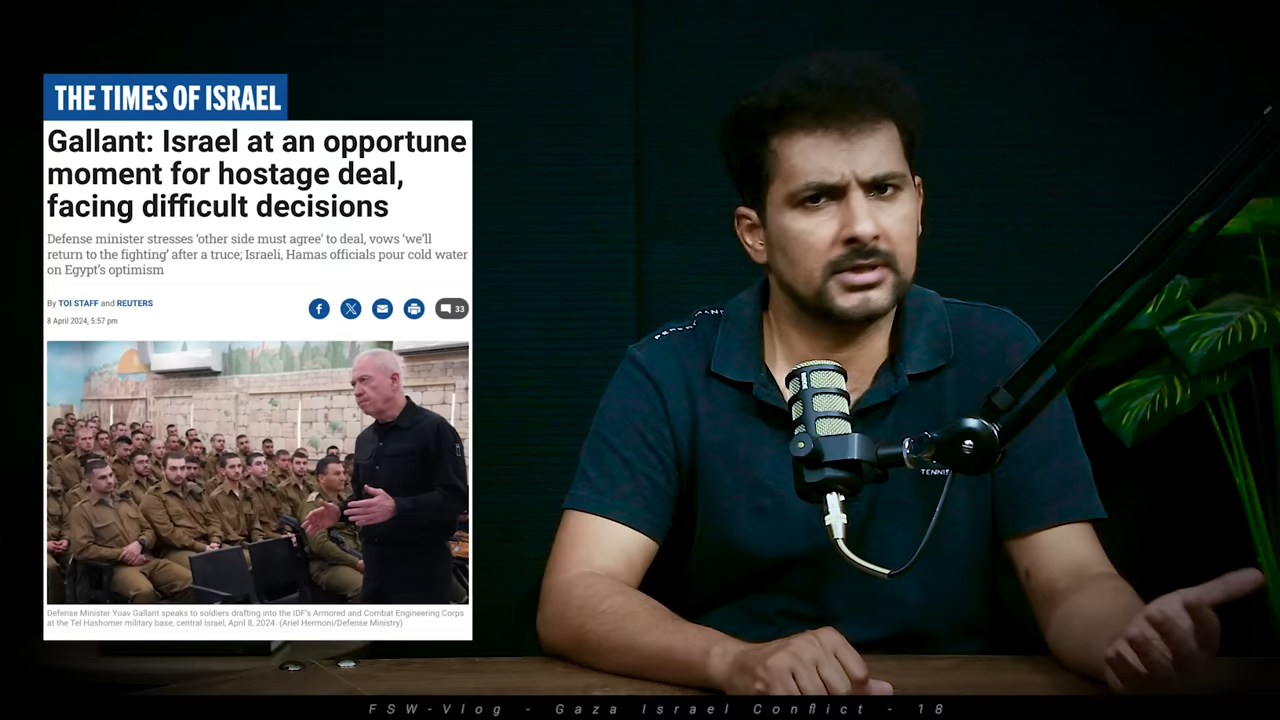 THE TIMES OF ISRAEL
Gallant: Israel at an opportune
moment for hostage deal,
facing difficult decisions
Defense minister stresses ‘other side must agree’ to deal, vows ‘we’ll
return to the fighting’ after a truce; Israeli, Hamas officials pour cold water
on Egypt’s optimism
By TOI STAFF and REUTERS
8 April 2024, 5:57 pm
33
Defense Minister Yoav Gallant speaks to soldiers drafting into the IDF's Armored and Combat Engineering Corps
at the Tel Hashomer military base, central Israel, April 8, 2024. (Ariel Hermoni/Defense Ministry)
TENNIS
FSW-Vlog - Gaza Israel Conflict - 18